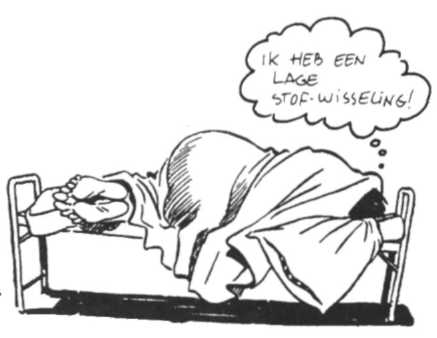 IK HEB EEN
LAGE
STOF-WISSELING!